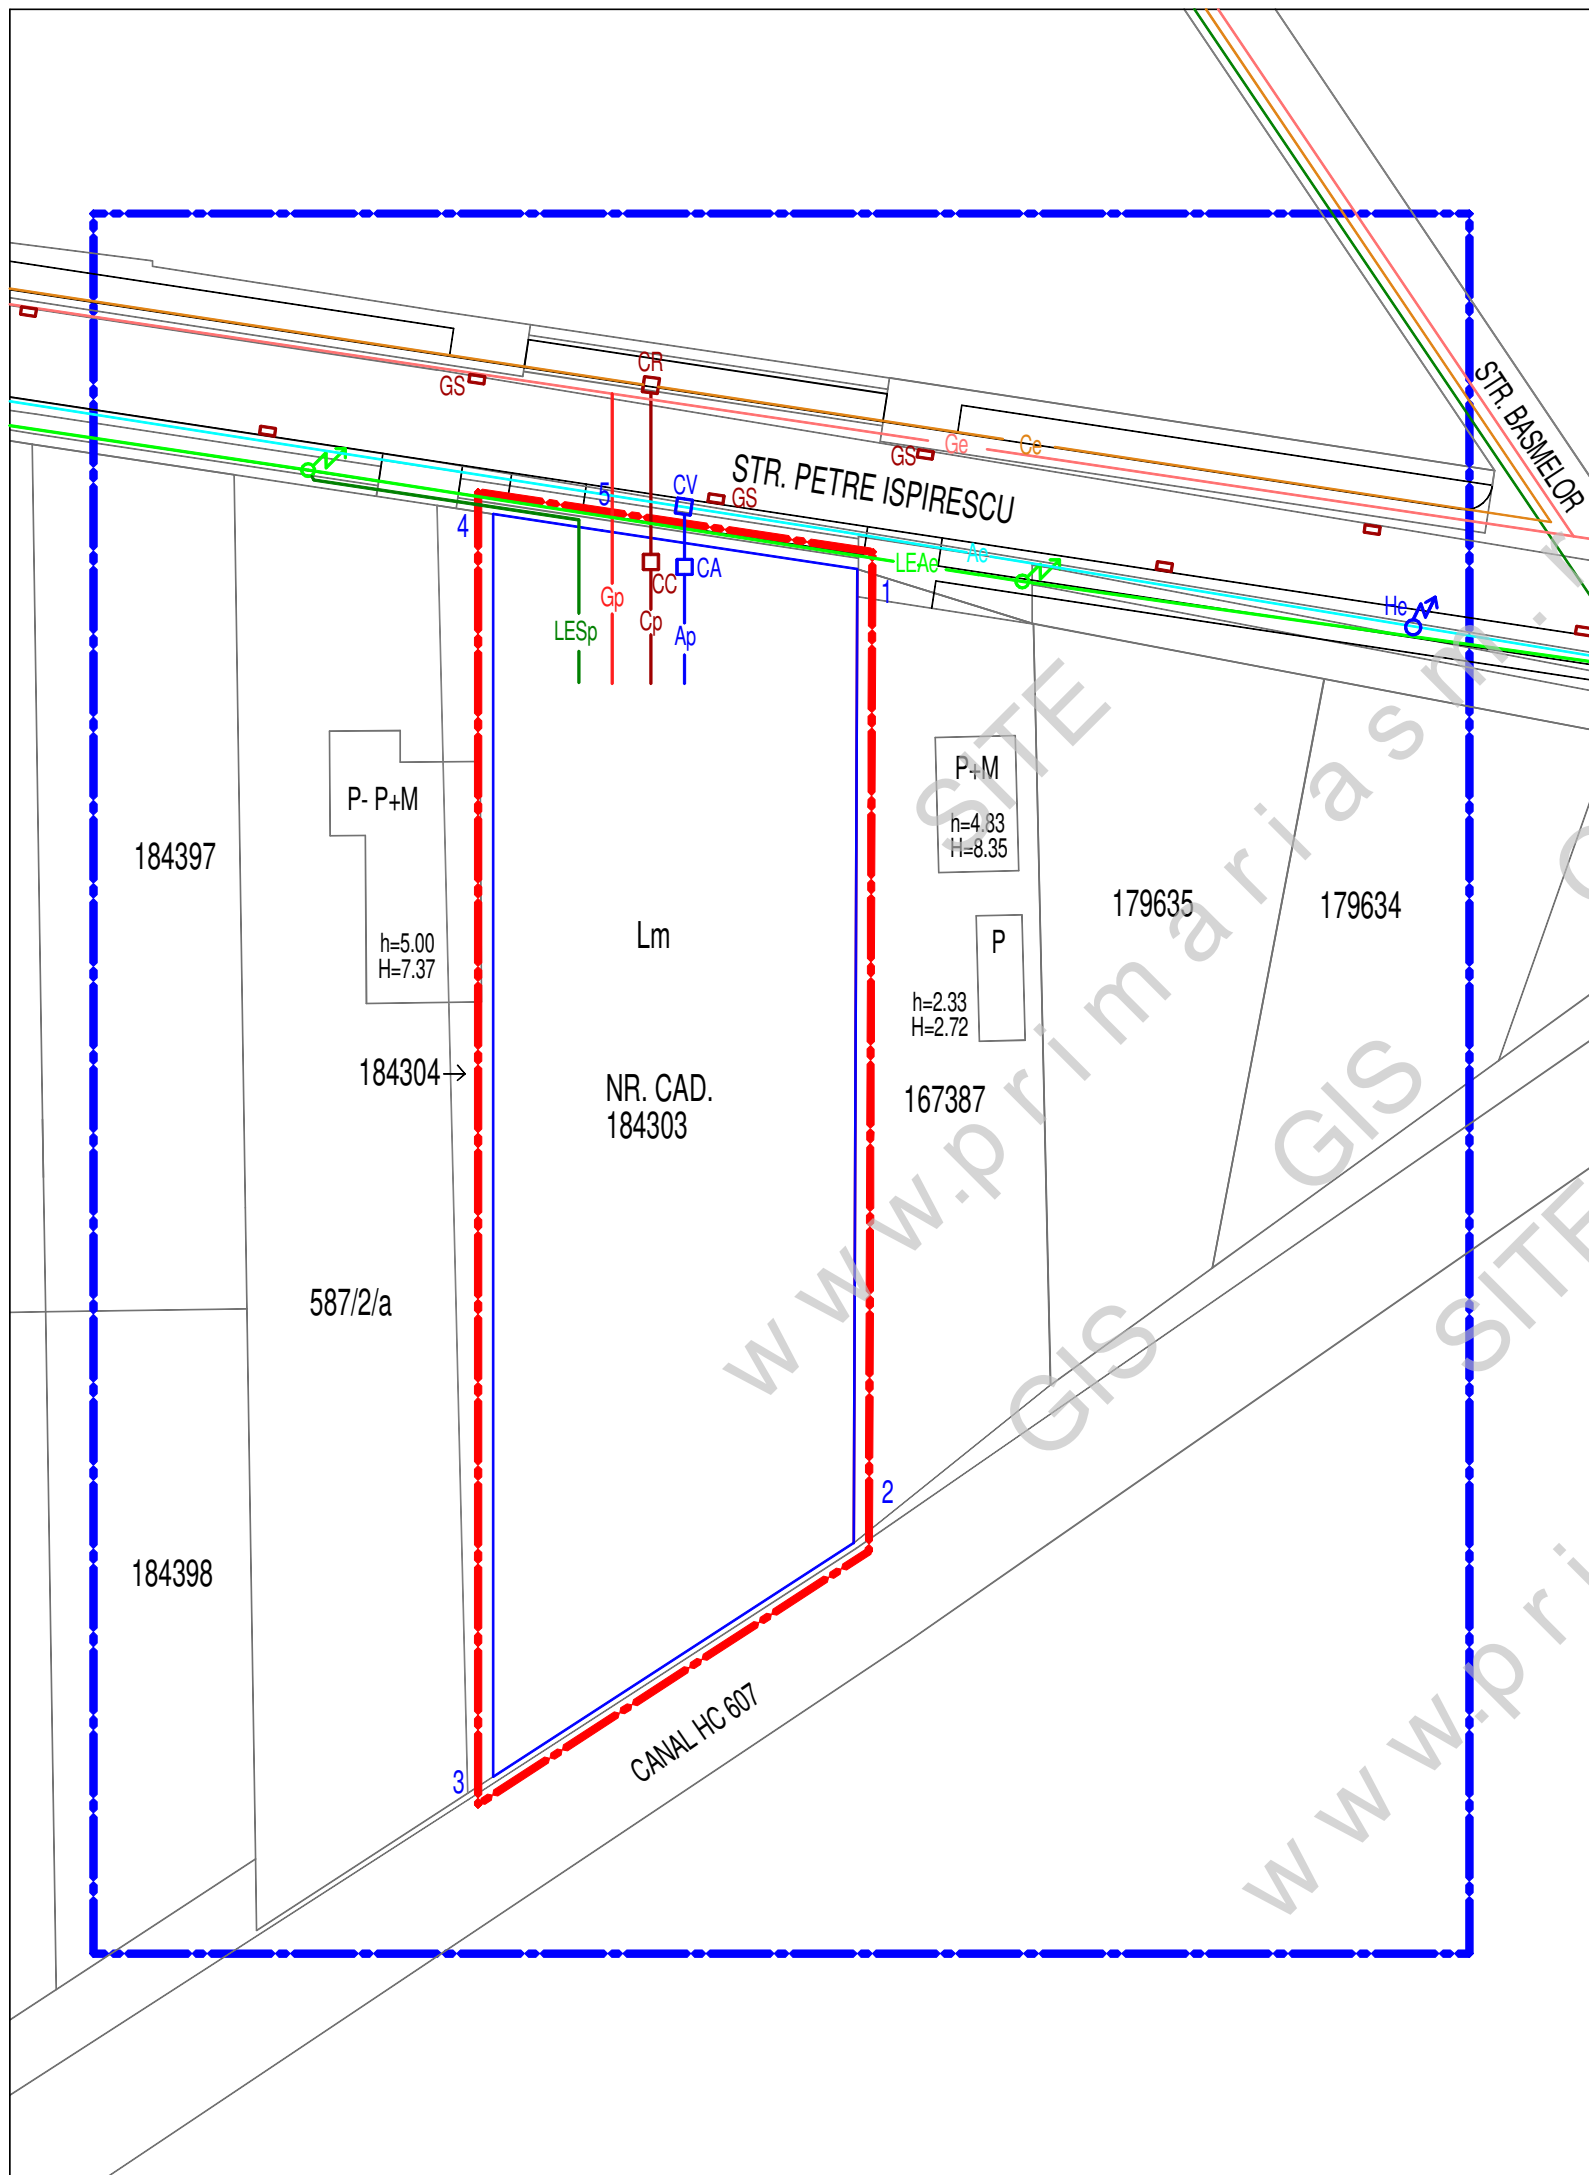 STR. BASMELOR
CR
GS
Ge
Ce
GS
STR. PETRE ISPIRESCU
5
CV
GS
4
LEAe
Ae
CA
CC
1
He
Gp
Cp
LESp
Ap
SITE
P+M
h=4.83
H=8.35
P- P+M
184397
179635
179634
h=5.00
H=7.37
Lm
P
h=2.33
H=2.72
184304
NR. CAD.
184303
167387
www.primariasm.r
GIS
SITE
587/2/a
GIS
2
184398
www.pri
CANAL HC 607
3